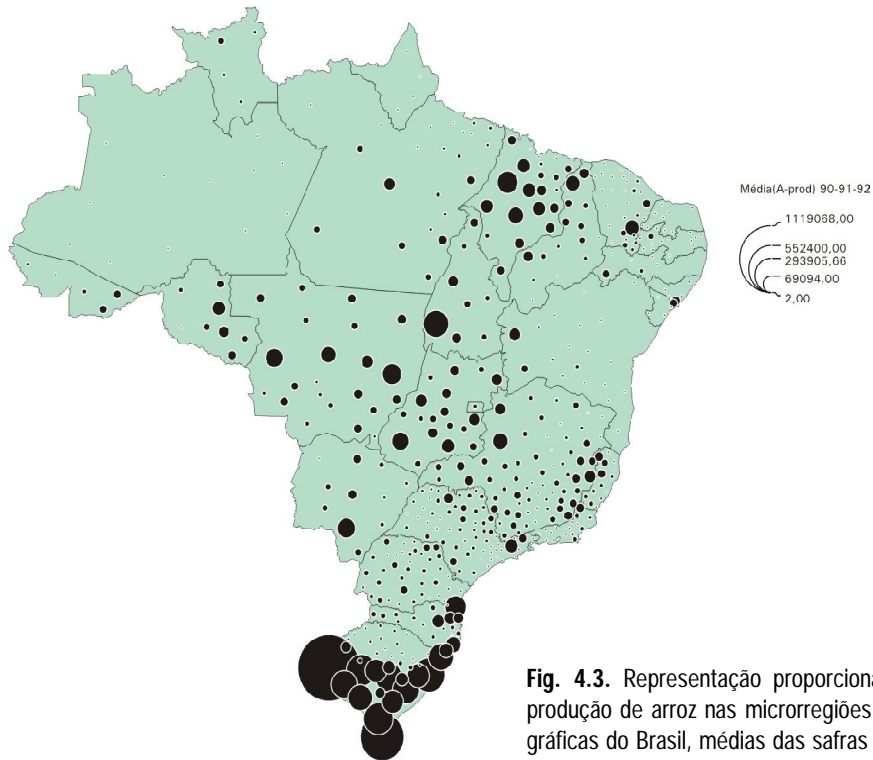 Média(A-prod) 90-91-92
1119068,00
552400,00
293905,66
69094,00
2,00
Fig. 4.3. Representação proporciona
produção de arroz nas microrregiões
gráficas do Brasil, médias das safras